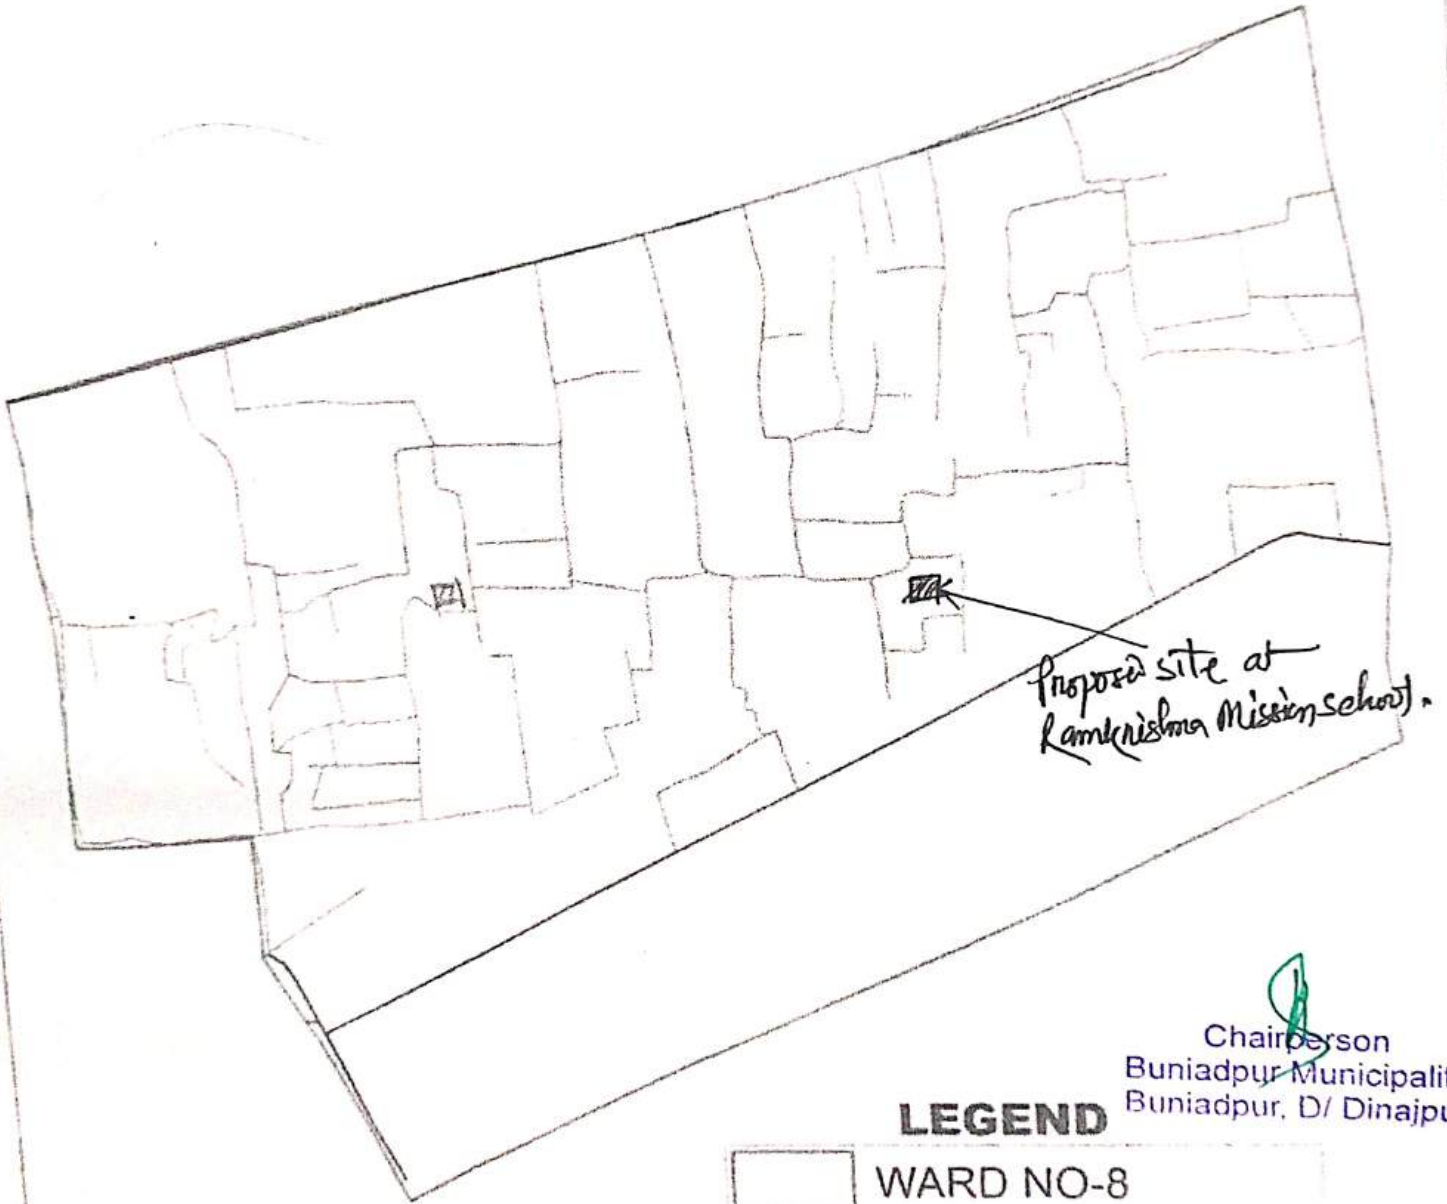 Proposed site at
Ramkrishna Mission school.
Chairperson
Buniadpur Municipalit
Buniadpur, D/ Dinajpu
LEGEND
WARD NO-8